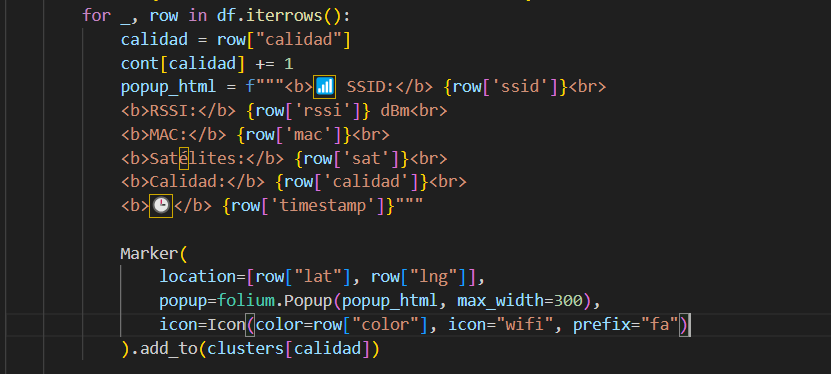 for _, row in df.iterrows():
    calidad = row["calidad"]
    cont[calidad] += 1
    popup_html = f"""<b>📶 SSID:</b> {row['ssid']}<br>
    <b>RSSI:</b> {row['rssi']} dBm<br>
    <b>MAC:</b> {row['mac']}<br>
    <b>Satélites:</b> {row['sat']}<br>
    <b>Calidad:</b> {row['calidad']}<br>
    <b>🕒</b> {row['timestamp']}"""

    Marker(
        location=[row["lat"], row["lng"]],
        popup=folium.Popup(popup_html, max_width=300),
        icon=Icon(color=row["color"], icon="wifi", prefix="fa")
    ).add_to(clusters[calidad])